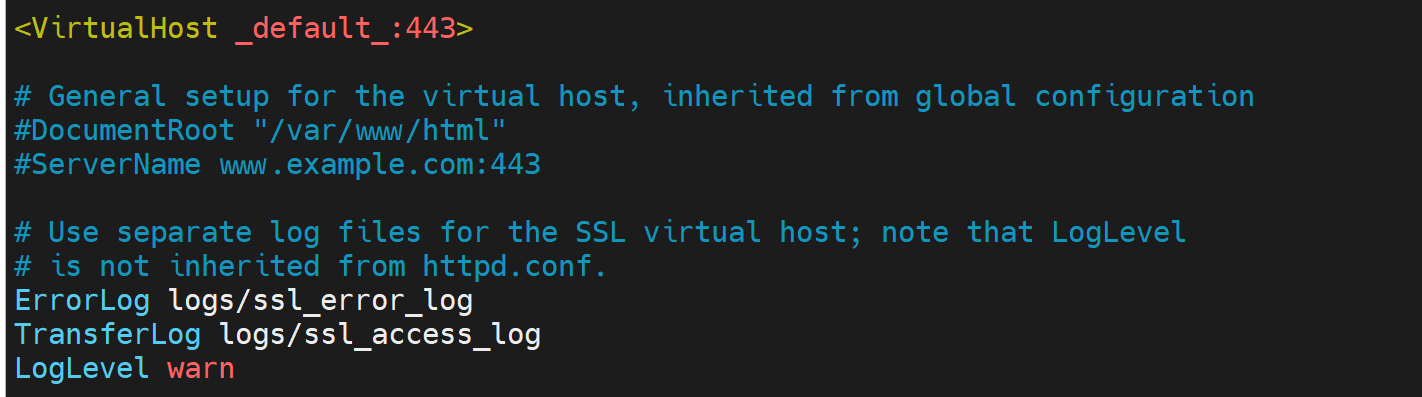 <VirtualHost _default_:443>
# General setup for the virtual host, inherited from global configuration
#DocumentRoot "/var/www/html"
#ServerName www.example.com:443
# Use separate log files for the SSL virtual host; note that LogLevel
# is not inherited from httpd.conf.
ErrorLog logs/ssl_error_log
TransferLog logs/ssl_access_log
LogLevel warn